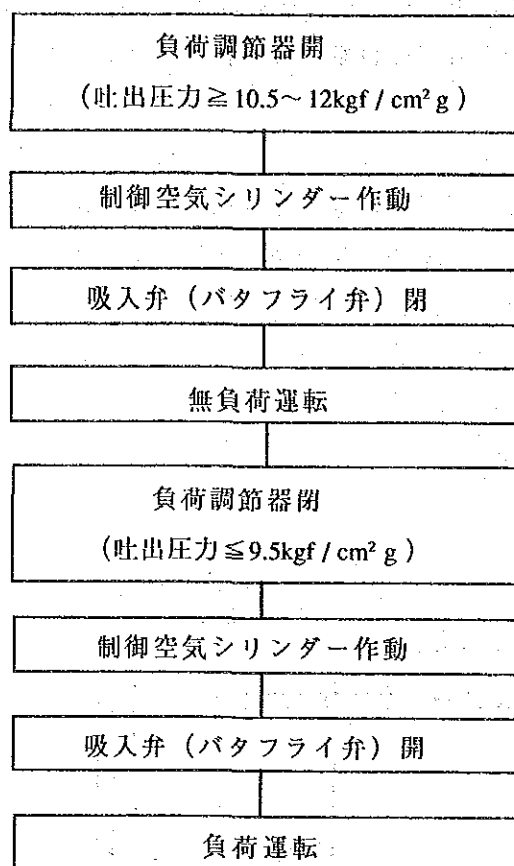 負荷調節器開
(吐出圧力≧10.5~12kgf / cm² g )
制御空気シリンダー作動
吸入弁(バタフライ弁)閉
無負荷運転
負荷調節器閉
(吐出圧力≦9.5kgf / cm² g )
制御空気シリンダー作動
吸入弁(バタフライ弁)開
負荷運転